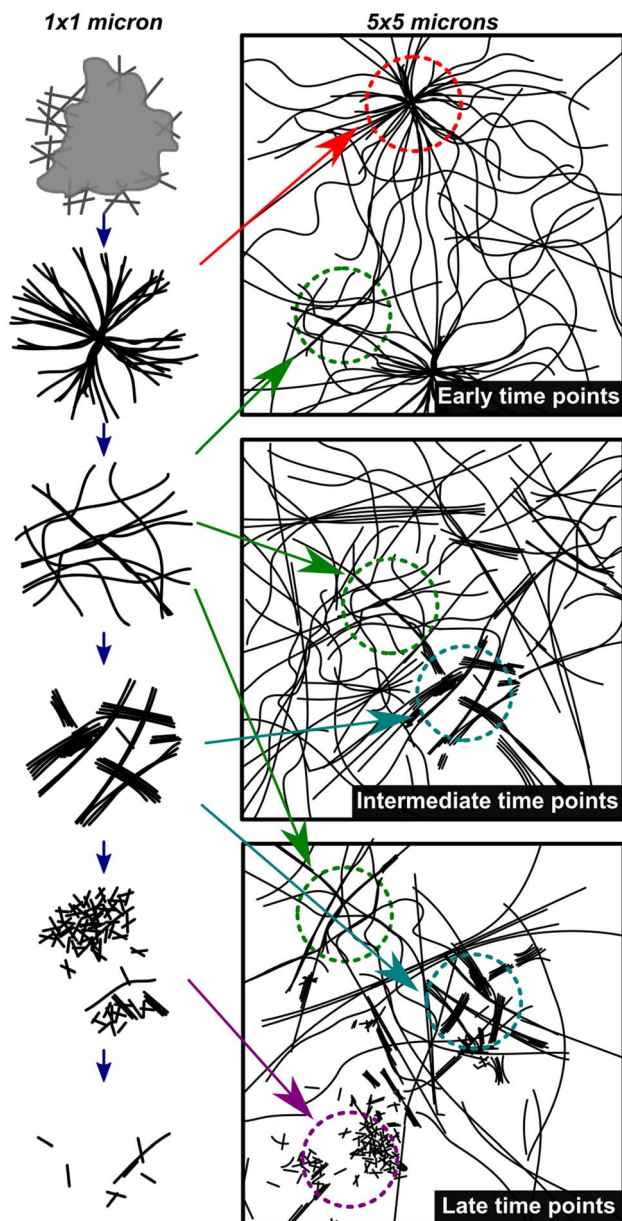 1x1 micron
5x5 microns
Early time points
Intermediate time points
Late time points